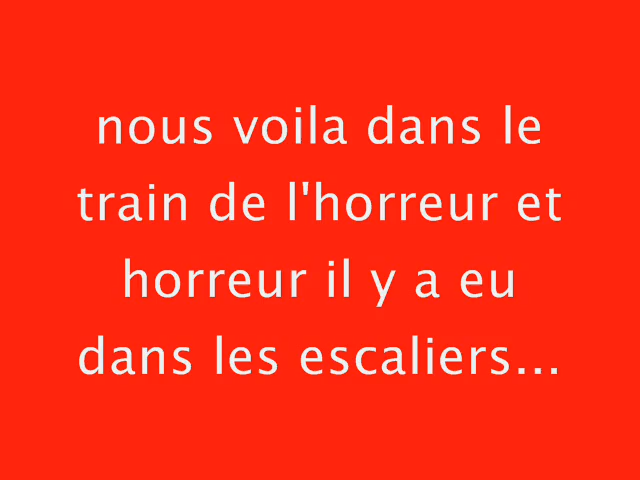 nous voila dans le
train de l'horreur et
horreur il y a eu
dans les escaliers...